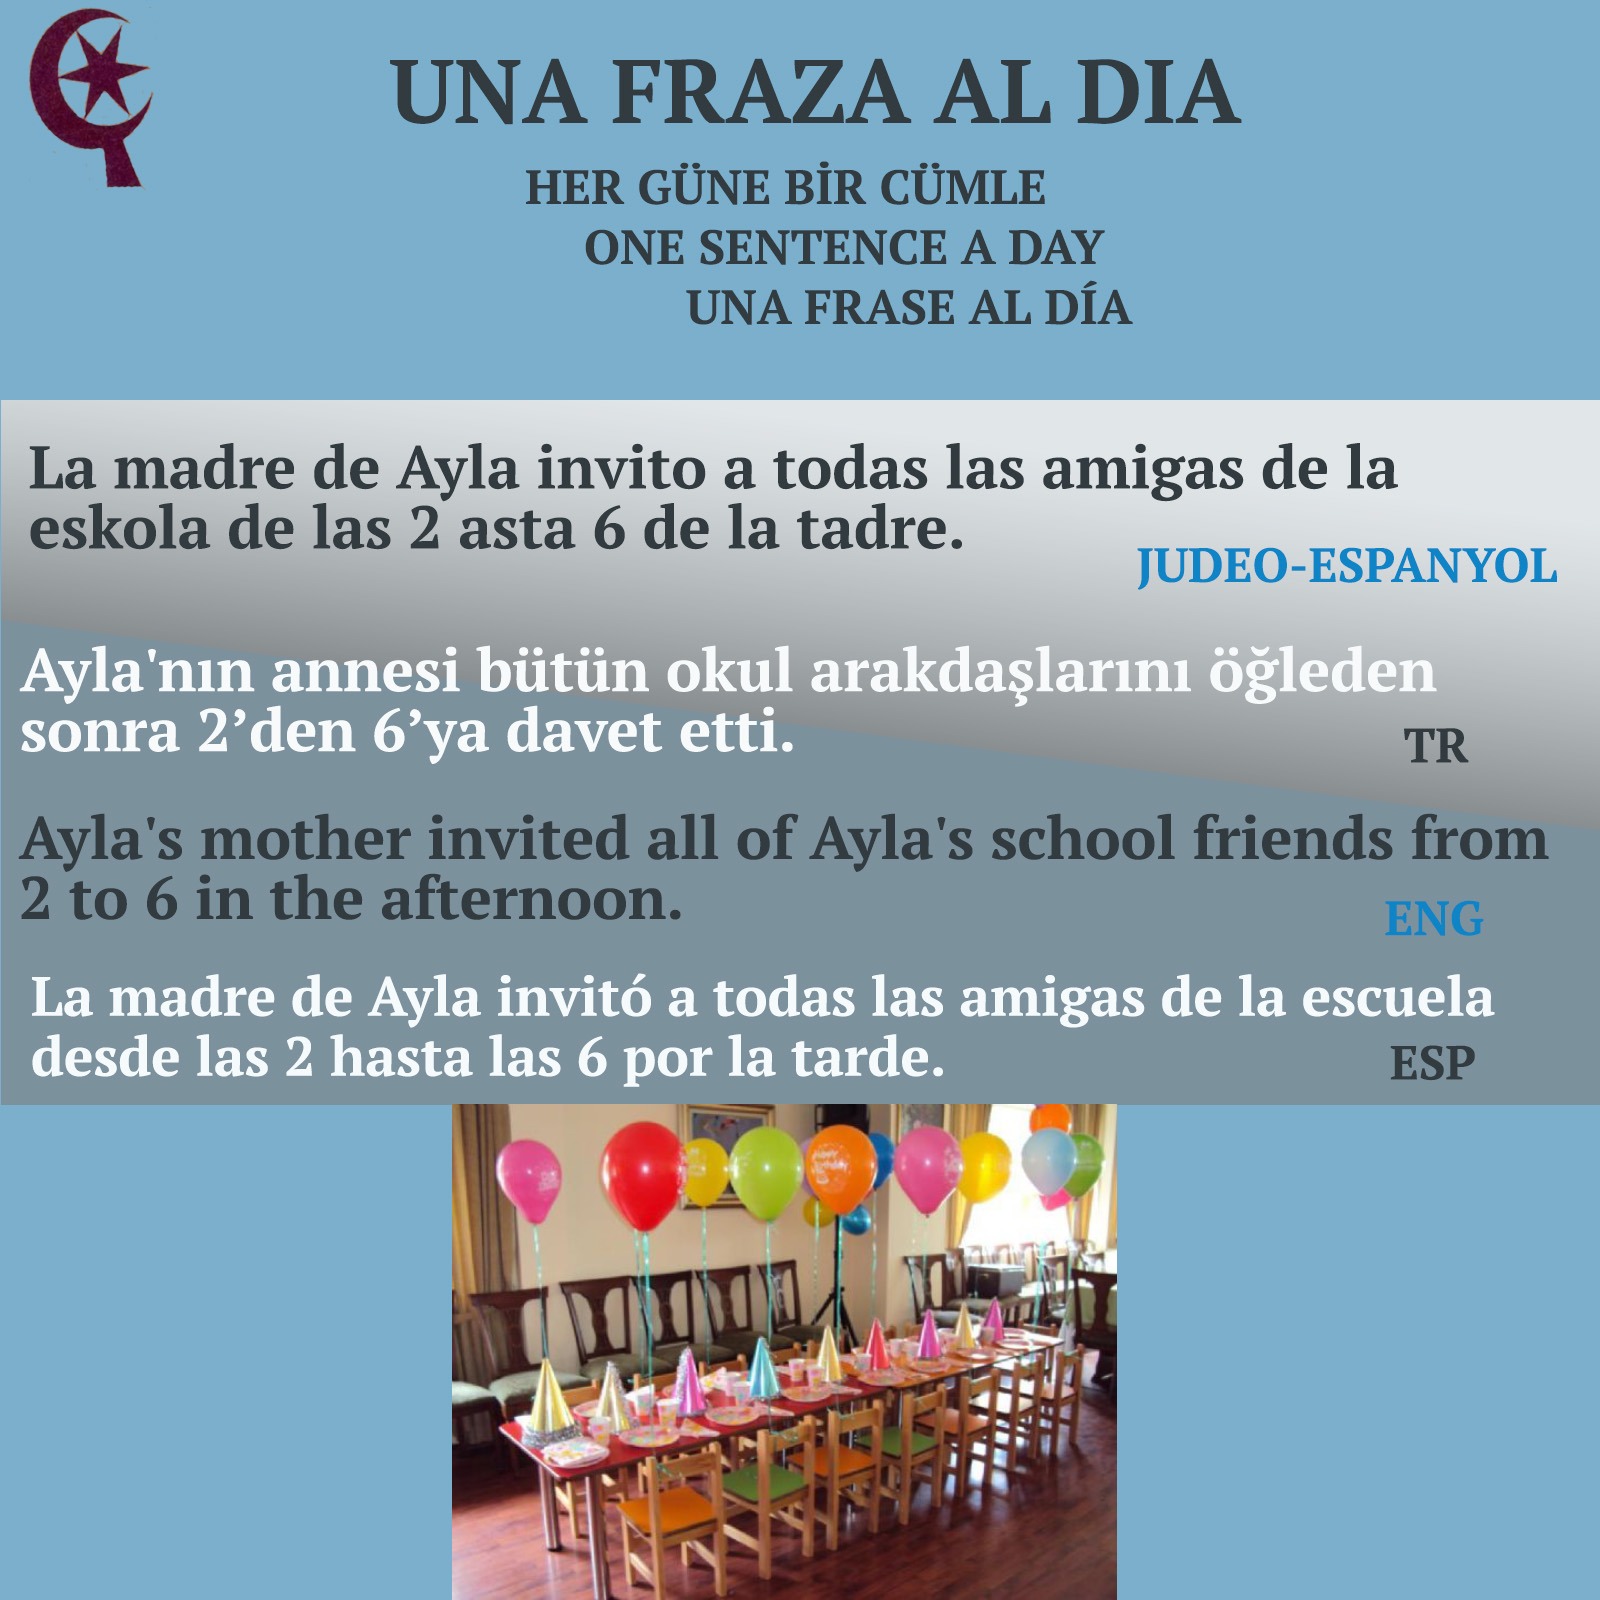 UNA FRAZA AL DIA
HER GÜNE BİR CÜMLE
ONE SENTENCE A DAY
UNA FRASE AL DÍA
La madre de Ayla invito a todas las amigas de la
eskola de las 2 asta 6 de la tadre.
JUDEO-ESPANYOL
Ayla'nın annesi bütün okul arakdaşlarını öğleden
sonra 2’den 6’ya davet etti.
TR
Ayla's mother invited all of Ayla's school friends from
2 to 6 in the afternoon.
ENG
La madre de Ayla invitó a todas las amigas de la escuela
desde las 2 hasta las 6 por la tarde.
ESP